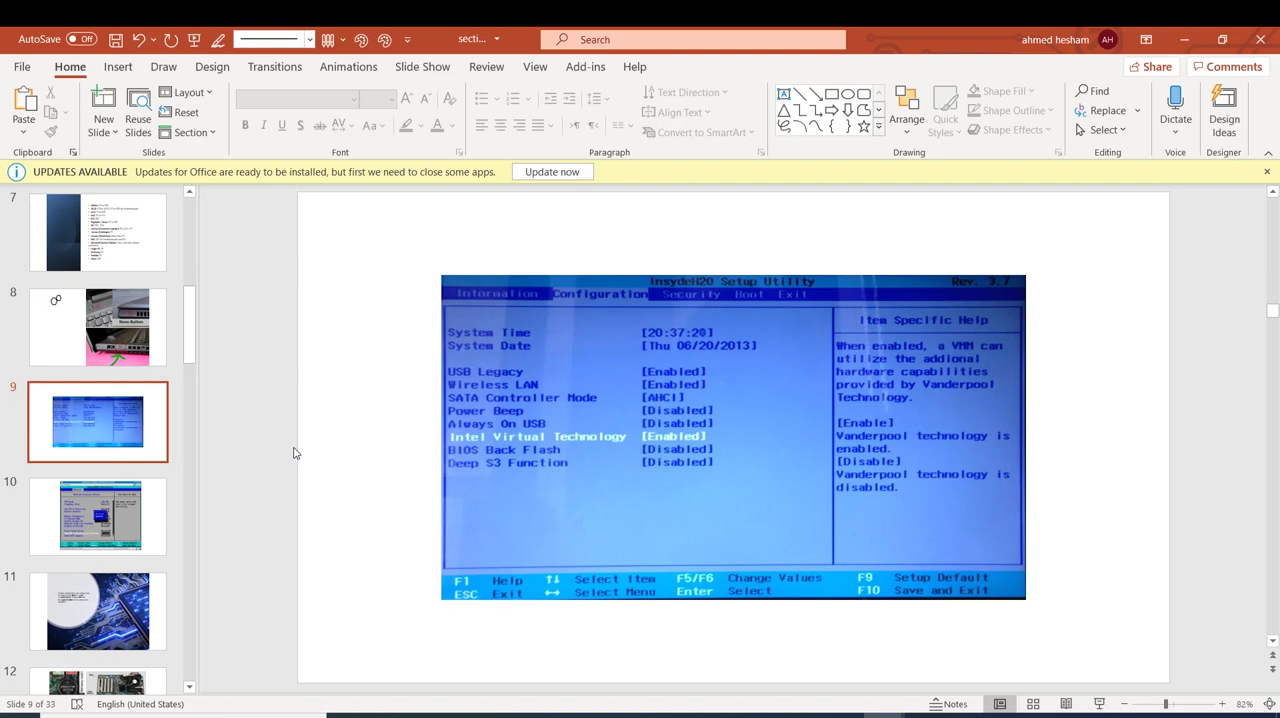 AutoSave Off secti... Search ahmed hesham AH
File Home Insert Draw Design Transitions Animations Slide Show Review View Add-ins Help Share Comments
Paste
Clipboard
New Slide
Reuse Slides
Layout
Reset
Section
Slides
B I U S ab AV Aa A
Font
Text Direction
Align Text
Convert to SmartArt
Paragraph
Arrange
Quick Styles
Shape Fill
Shape Outline
Shape Effects
Drawing
Find
Replace
Select
Editing
Dictate
Voice
Design Ideas
Designer
UPDATES AVAILABLE Updates for Office are ready to be installed, but first we need to close some apps. Update now
7
8
9
10
11
12
InsydeH20 Setup Utility Rev. 3.7
Information Configuration Security Boot Exit
System Time [20:37:20]
System Date [Thu 06/20/2013]
USB Legacy [Enabled]
Wireless LAN [Enabled]
SATA Controller Mode [AHCI]
Power Beep [Disabled]
Always On USB [Disabled]
Intel Virtual Technology [Enabled]
BIOS Back Flash [Disabled]
Deep S3 Function [Disabled]
Item Specific Help
When enabled, a VMM can
utilize the addional
hardware capabilities
provided by Vanderpool
Technology.
[Enable]
Vanderpool technology is
enabled.
[Disable]
Vanderpool technology is
disabled.
F1 Help ↑↓ Select Item F5/F6 Change Values F9 Setup Default
ESC Exit ↔ Select Menu Enter Select F10 Save and Exit
Slide 9 of 33 English (United States) Notes 82%